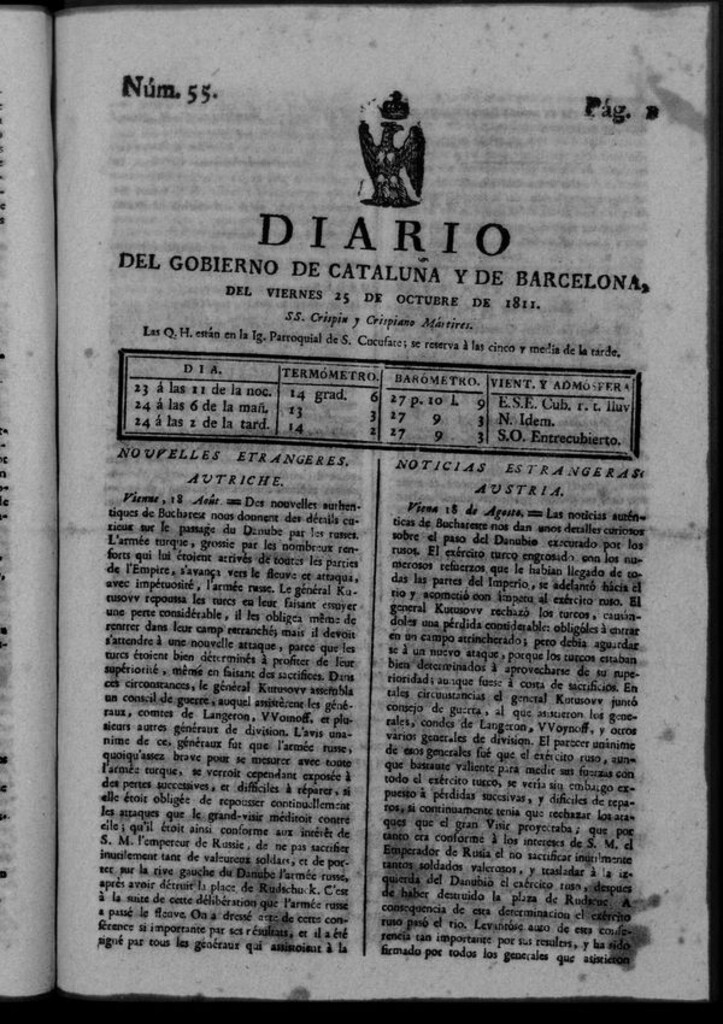 Núm. 55.
Pág.
DIARIO
DEL GOBIERNO DE CATALUÑA Y DE BARCELONA,
DEL VIERNES 25 DE OCTUBRE DE 1811.
SS. Crispin y Crispiano Mártires.
Las Q. H. están en la Ig. Parroquial de S. Cucufate; se reserva á las cinco y media de la tarde.
DIA. TERMÓMETRO. BARÓMETRO. VIENT. Y ADMÓSFERA
23 á las 11 de la noc. 14 grad. 6 27 p. 10 l. 9 E.S.E. Cub. r. t. lluv
24 á las 6 de la mañ. 13 3 27 9 3 N. Idem.
24 á las 2 de la tard. 14 2 27 9 3 S.O. Entrecubierto.
NOUVELLES ETRANGERES.
AUTRICHE.
Vienne, 18 Août. = Des nouvelles authen-
tiques de Bucharest nous donnent des détails cu-
rieux sur le passage du Danube par les russes.
L'armée turque, grossie par les nombreux ren-
forts qui lui étoient arrivés de toutes les parties
de l'Empire, s'avança vers le fleuve et attaqua,
avec impétuosité, l'armée russe. Le général Ku-
tusovv repoussa les turcs en leur faisant essuyer
une perte considérable, il les obligea même de
rentrer dans leur camp retranché; mais il devoit
s'attendre à une nouvelle attaque, parce que les
turcs étoient bien déterminés à profiter de leur
supériorité, même en faisant des sacrifices. Dans
ces circonstances, le général Kutusovv assembla
un conseil de guerre, auquel assistèrent les géné-
raux, comtes de Langeron, VVoinoff, et plu-
sieurs autres généraux de division. L'avis una-
nime de ce, généraux fut que l'armée russe,
quoiqu'assez brave pour se mesurer avec toute
l'armée turque, se verroit cependant exposée à
des pertes successives, et difficiles à réparer, si
elle étoit obligée de repousser continuellement
les attaques que le grand-visir méditoit contre
elle; qu'il étoit ainsi conforme aux intérêt de
S. M. l'empereur de Russie, de ne pas sacrifier
inutilement tant de valeureux soldats, et de por-
ter sur la rive gauche du Danube l'armée russe,
après avoir détruit la place de Rudschuck. C'est
à la suite de cette délibération que l'armée russe
a passé le fleuve. On a dressé acte de cette con-
férence si importante par ses résultats, et il a été
signé par tous les généraux qui assistoient à la
NOTICIAS ESTRANGERAS
AUSTRIA.
Viena 18 de Agosto. = Las noticias autén-
ticas de Bucharest nos dan unos detalles curiosos
sobre el paso del Danubio executado por los
rusos. El exército turco engrosado con los nu-
merosos refuerzos que le habian llegado de to-
das las partes del Imperio, se adelantó hácia el
rio y acometió con ímpetu al exército ruso. El
general Kutusovv rechazó los turcos, causán-
doles una pérdida considerable: obligóles á entrar
en un campo atrincherado; pero debia aguardar
se á un nuevo ataque, porque los turcos estaban
bien determinados á aprovecharse de su supe-
rioridad; aunque fuese á costa de sacrificios. En
tales circunstancias el general Kutusovv juntó
consejo de guerra, al que asistieron los gene-
rales, condes de Langeron, VVoynoff, y otros
varios generales de division. El parecer unánime
de esos generales fué que el exército ruso, aun-
que bastante valiente para medir sus fuerzas con
todo el exército turco, se veria sin embargo ex-
puesto á pérdidas sucesivas, y dificiles de repa-
ros, si continuamente tenia que rechazar los ata-
ques que el gran Visir proyectaba; que por
tanto era conforme à los intereses de S. M. el
Emperador de Rusia el no sacrificar inútilmente
tantos soldados valerosos, y trasladar à la iz-
quierda del Danubio el exército ruso, despues
de haber destruido la plaza de A
consequencia de esta determinacion el exército
ruso pasó el rio. Levantóse auto de esta confe-
rencia tan importante por sus y ha sido
firmado por todos los generales que asistieron